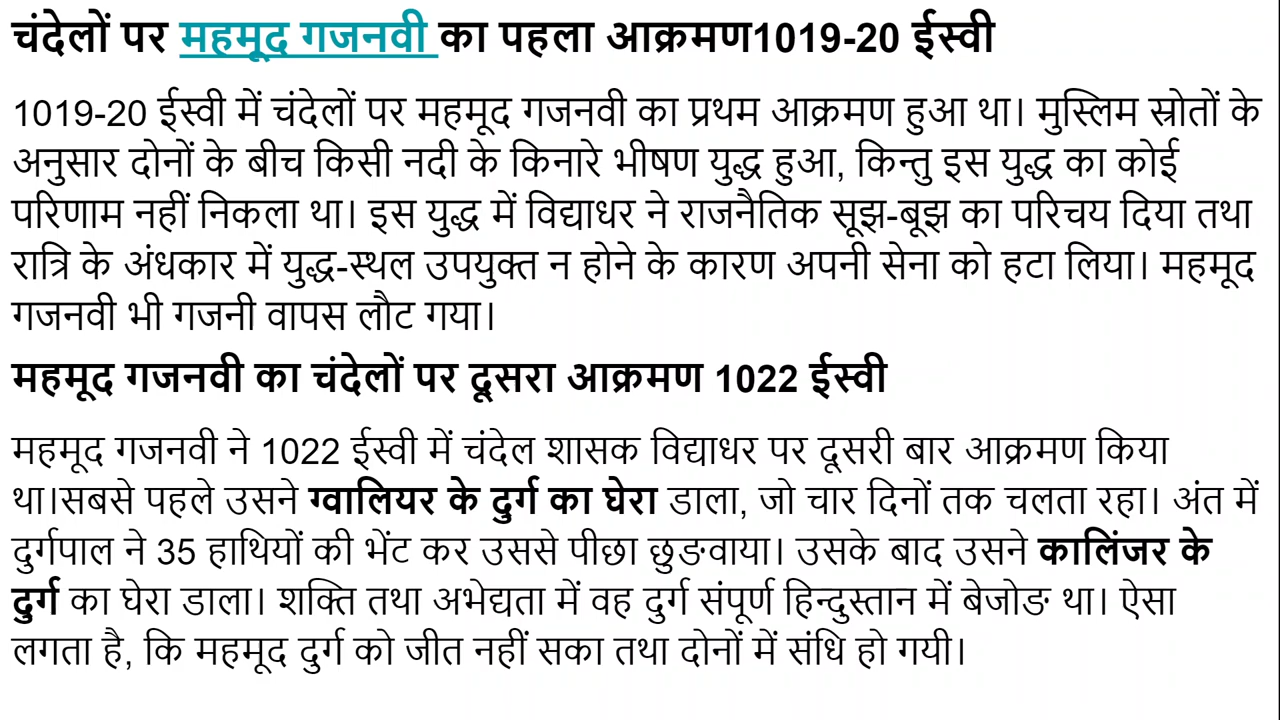 चंदेलों पर महमूद गजनवी का पहला आक्रमण1019-20 ईस्वी
1019-20 ईस्वी में चंदेलों पर महमूद गजनवी का प्रथम आक्रमण हुआ था। मुस्लिम स्रोतों के
अनुसार दोनों के बीच किसी नदी के किनारे भीषण युद्ध हुआ, किन्तु इस युद्ध का कोई
परिणाम नहीं निकला था। इस युद्ध में विद्याधर ने राजनैतिक सूझ-बूझ का परिचय दिया तथा
रात्रि के अंधकार में युद्ध-स्थल उपयुक्त न होने के कारण अपनी सेना को हटा लिया। महमूद
गजनवी भी गजनी वापस लौट गया।
महमूद गजनवी का चंदेलों पर दूसरा आक्रमण 1022 ईस्वी
महमूद गजनवी ने 1022 ईस्वी में चंदेल शासक विद्याधर पर दूसरी बार आक्रमण किया
था।सबसे पहले उसने ग्वालियर के दुर्ग का घेरा डाला, जो चार दिनों तक चलता रहा। अंत में
दुर्गपाल ने 35 हाथियों की भेंट कर उससे पीछा छुङवाया। उसके बाद उसने कालिंजर के
दुर्ग का घेरा डाला। शक्ति तथा अभेद्यता में वह दुर्ग संपूर्ण हिन्दुस्तान में बेजोङ था। ऐसा
लगता है, कि महमूद दुर्ग को जीत नहीं सका तथा दोनों में संधि हो गयी।